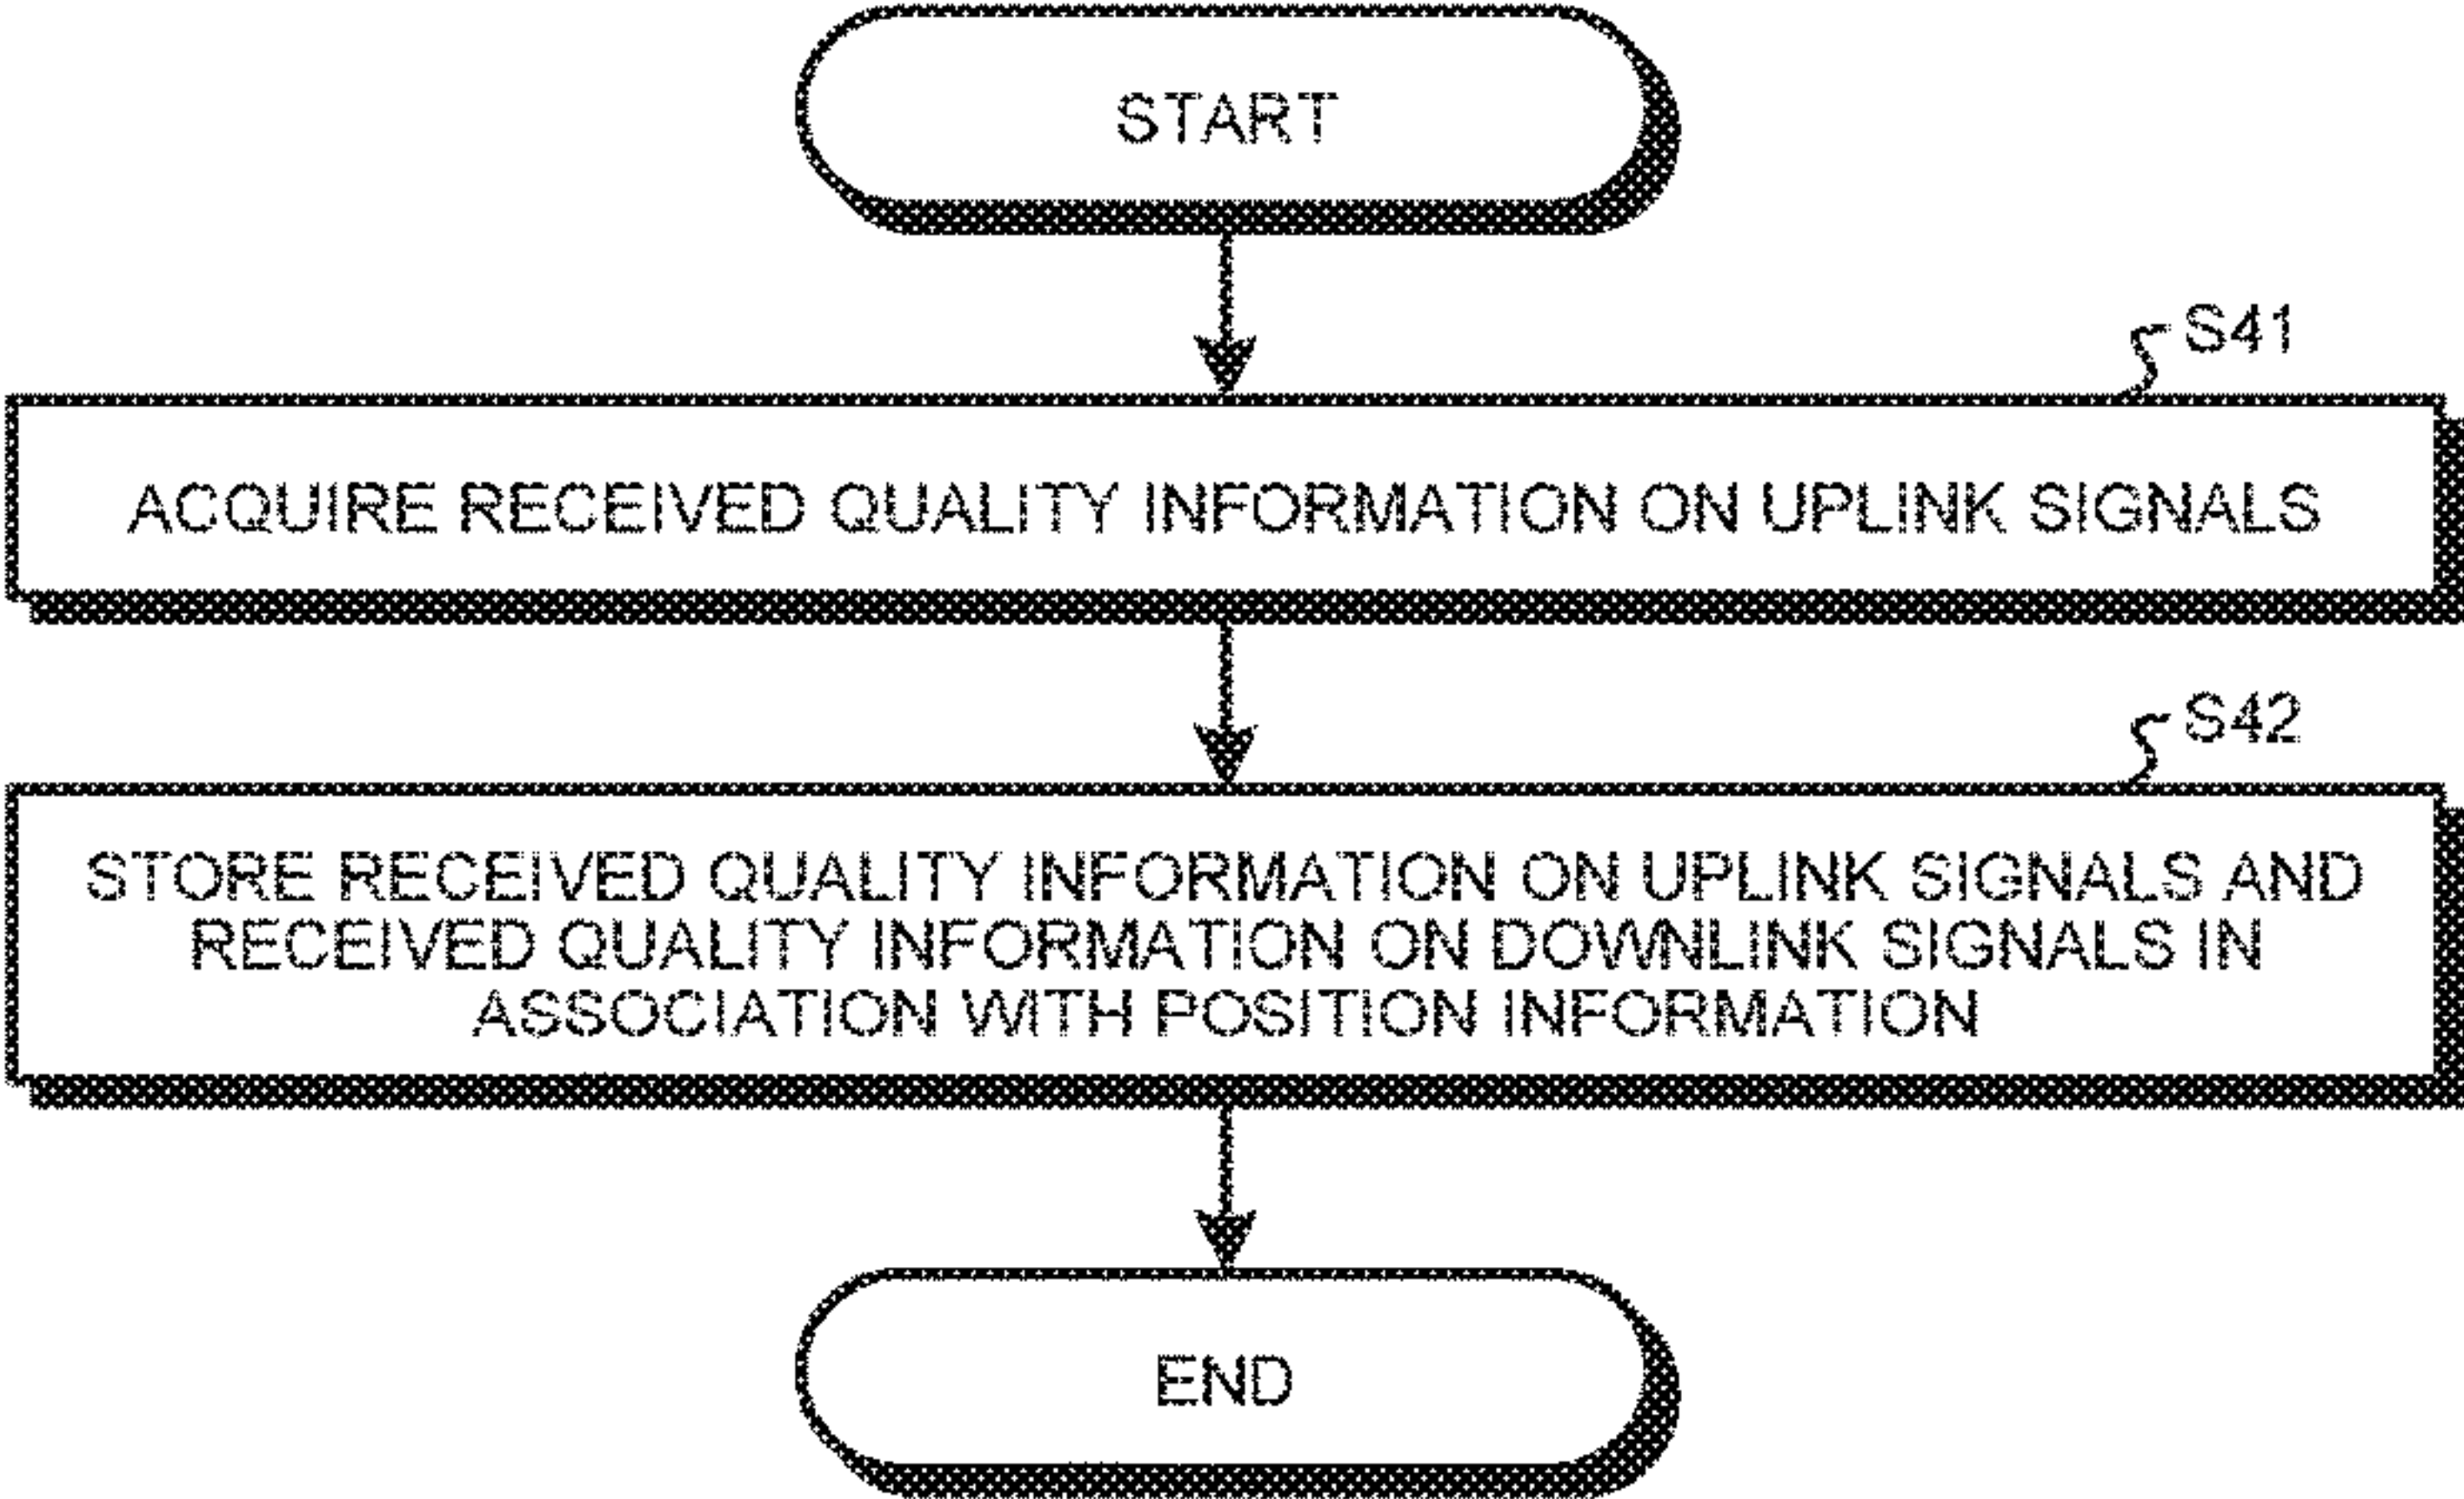 START
S41
ACQUIRE RECEIVED QUALITY INFORMATION ON UPLINK SIGNALS
S42
STORE RECEIVED QUALITY INFORMATION ON UPLINK SIGNALS AND
RECEIVED QUALITY INFORMATION ON DOWNLINK SIGNALS IN
ASSOCIATION WITH POSITION INFORMATION
END